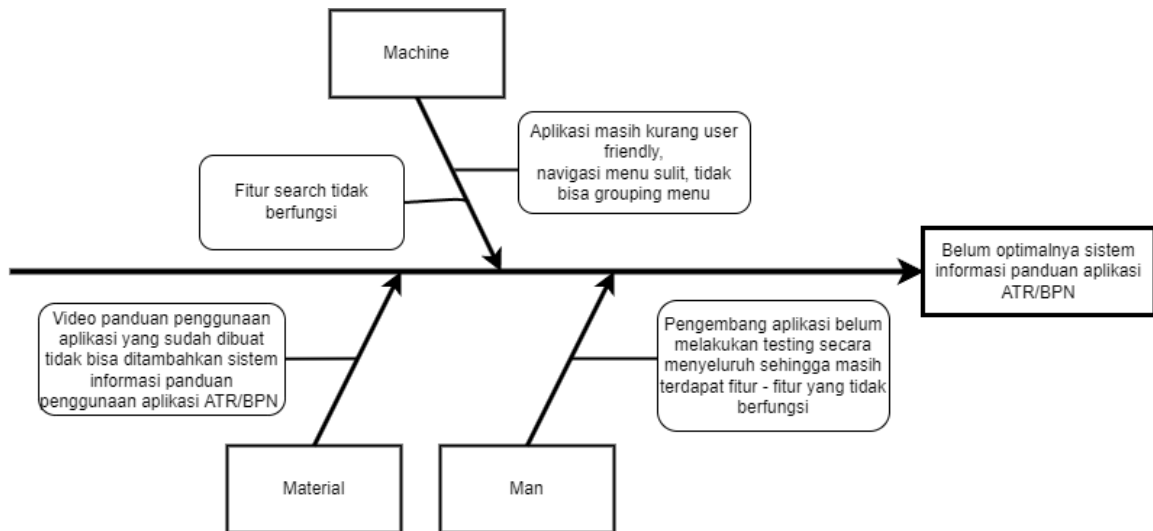 Machine
Aplikasi masih kurang user
friendly,
navigasi menu sulit, tidak
bisa grouping menu
Fitur search tidak
berfungsi
Belum optimalnya sistem
informasi panduan aplikasi
ATR/BPN
Video panduan penggunaan
aplikasi yang sudah dibuat
tidak bisa ditambahkan sistem
informasi panduan
penggunaan aplikasi ATR/BPN
Pengembang aplikasi belum
melakukan testing secara
menyeluruh sehingga masih
terdapat fitur - fitur yang tidak
berfungsi
Material
Man